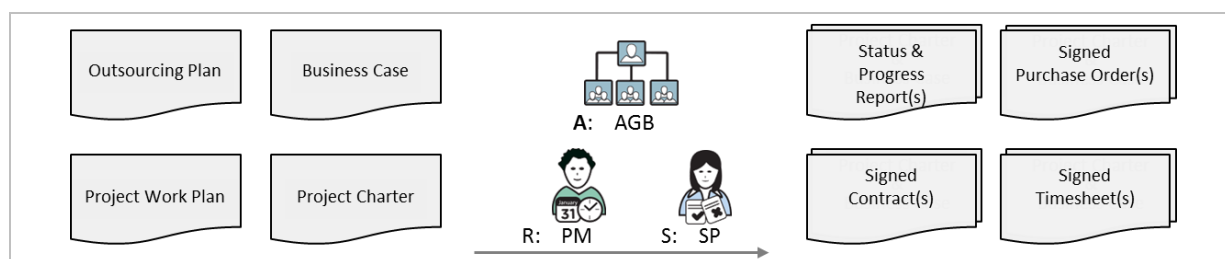 Outsourcing Plan
Business Case
Project Work Plan
Project Charter
A: AGB
January
31
R: PM
S: SP
Status &
Progress
Report(s)
Signed
Purchase Order(s)
Signed
Contract(s)
Signed
Timesheet(s)